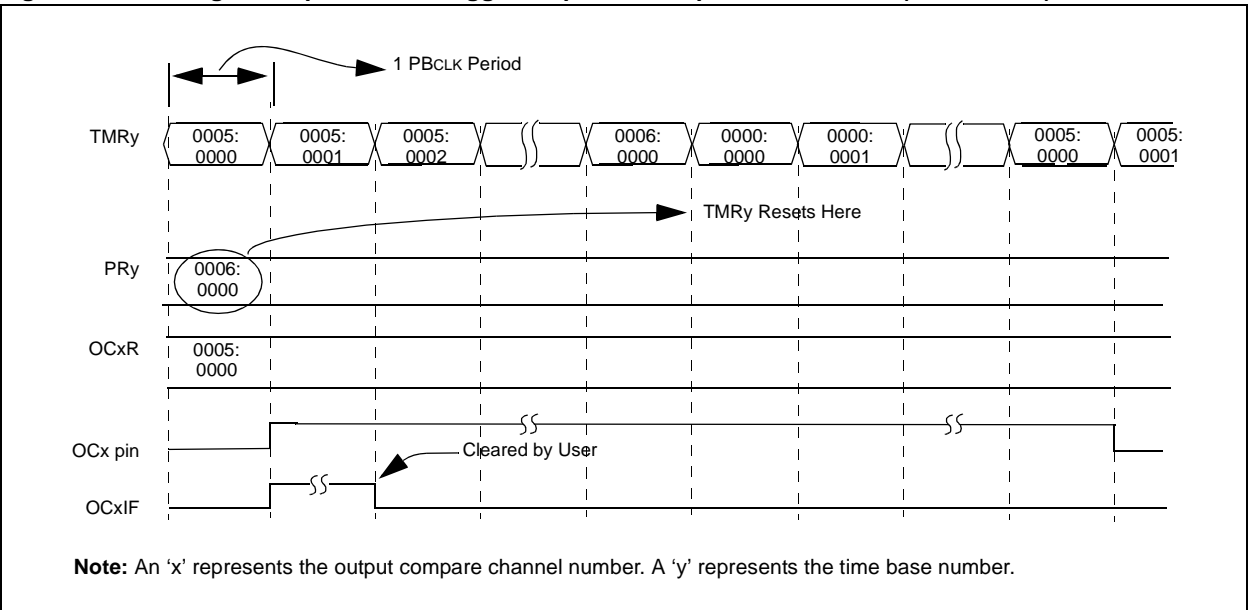 1 PBCLK Period
TMRy
0005:
0000
0005:
0001
0005:
0002
0006:
0000
0000:
0000
0000:
0001
0005:
0000
0005:
0001
TMRy Resets Here
PRy
0006:
0000
OCxR
0005:
0000
OCx pin
Cleared by User
OCxIF
Note: An ‘x’ represents the output compare channel number. A ‘y’ represents the time base number.